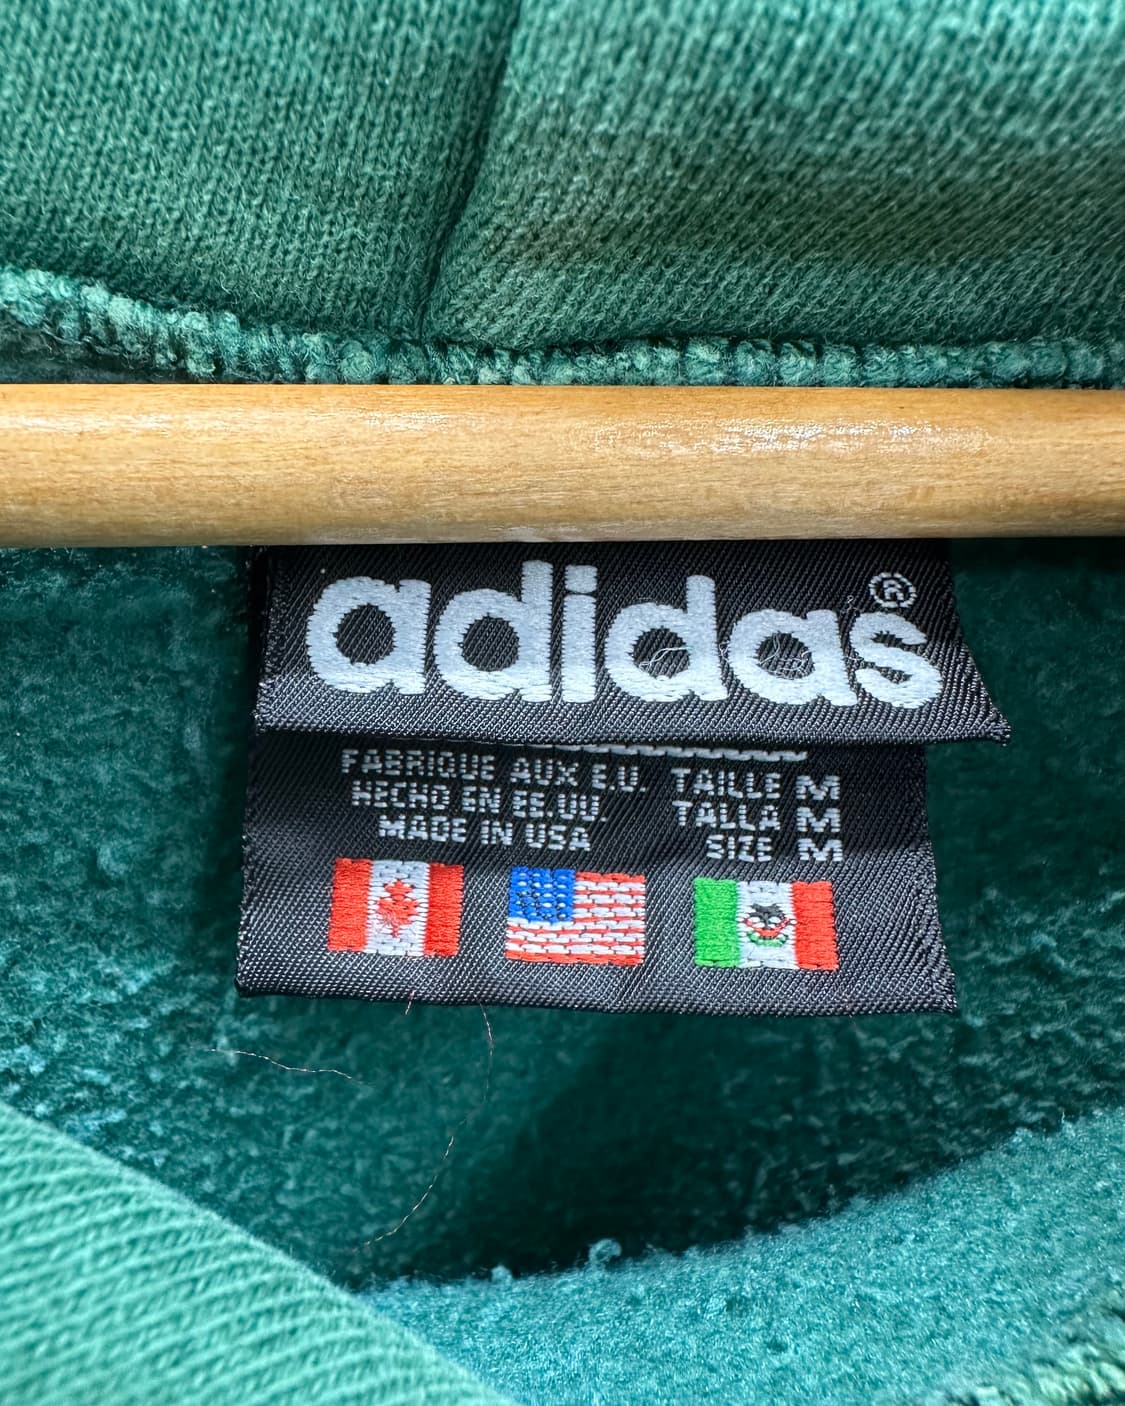 adidas®
FABRIQUE AUX E.U.
HECHO EN EE.UU.
MADE IN USA
TAILLE M
TALLA M
SIZE M